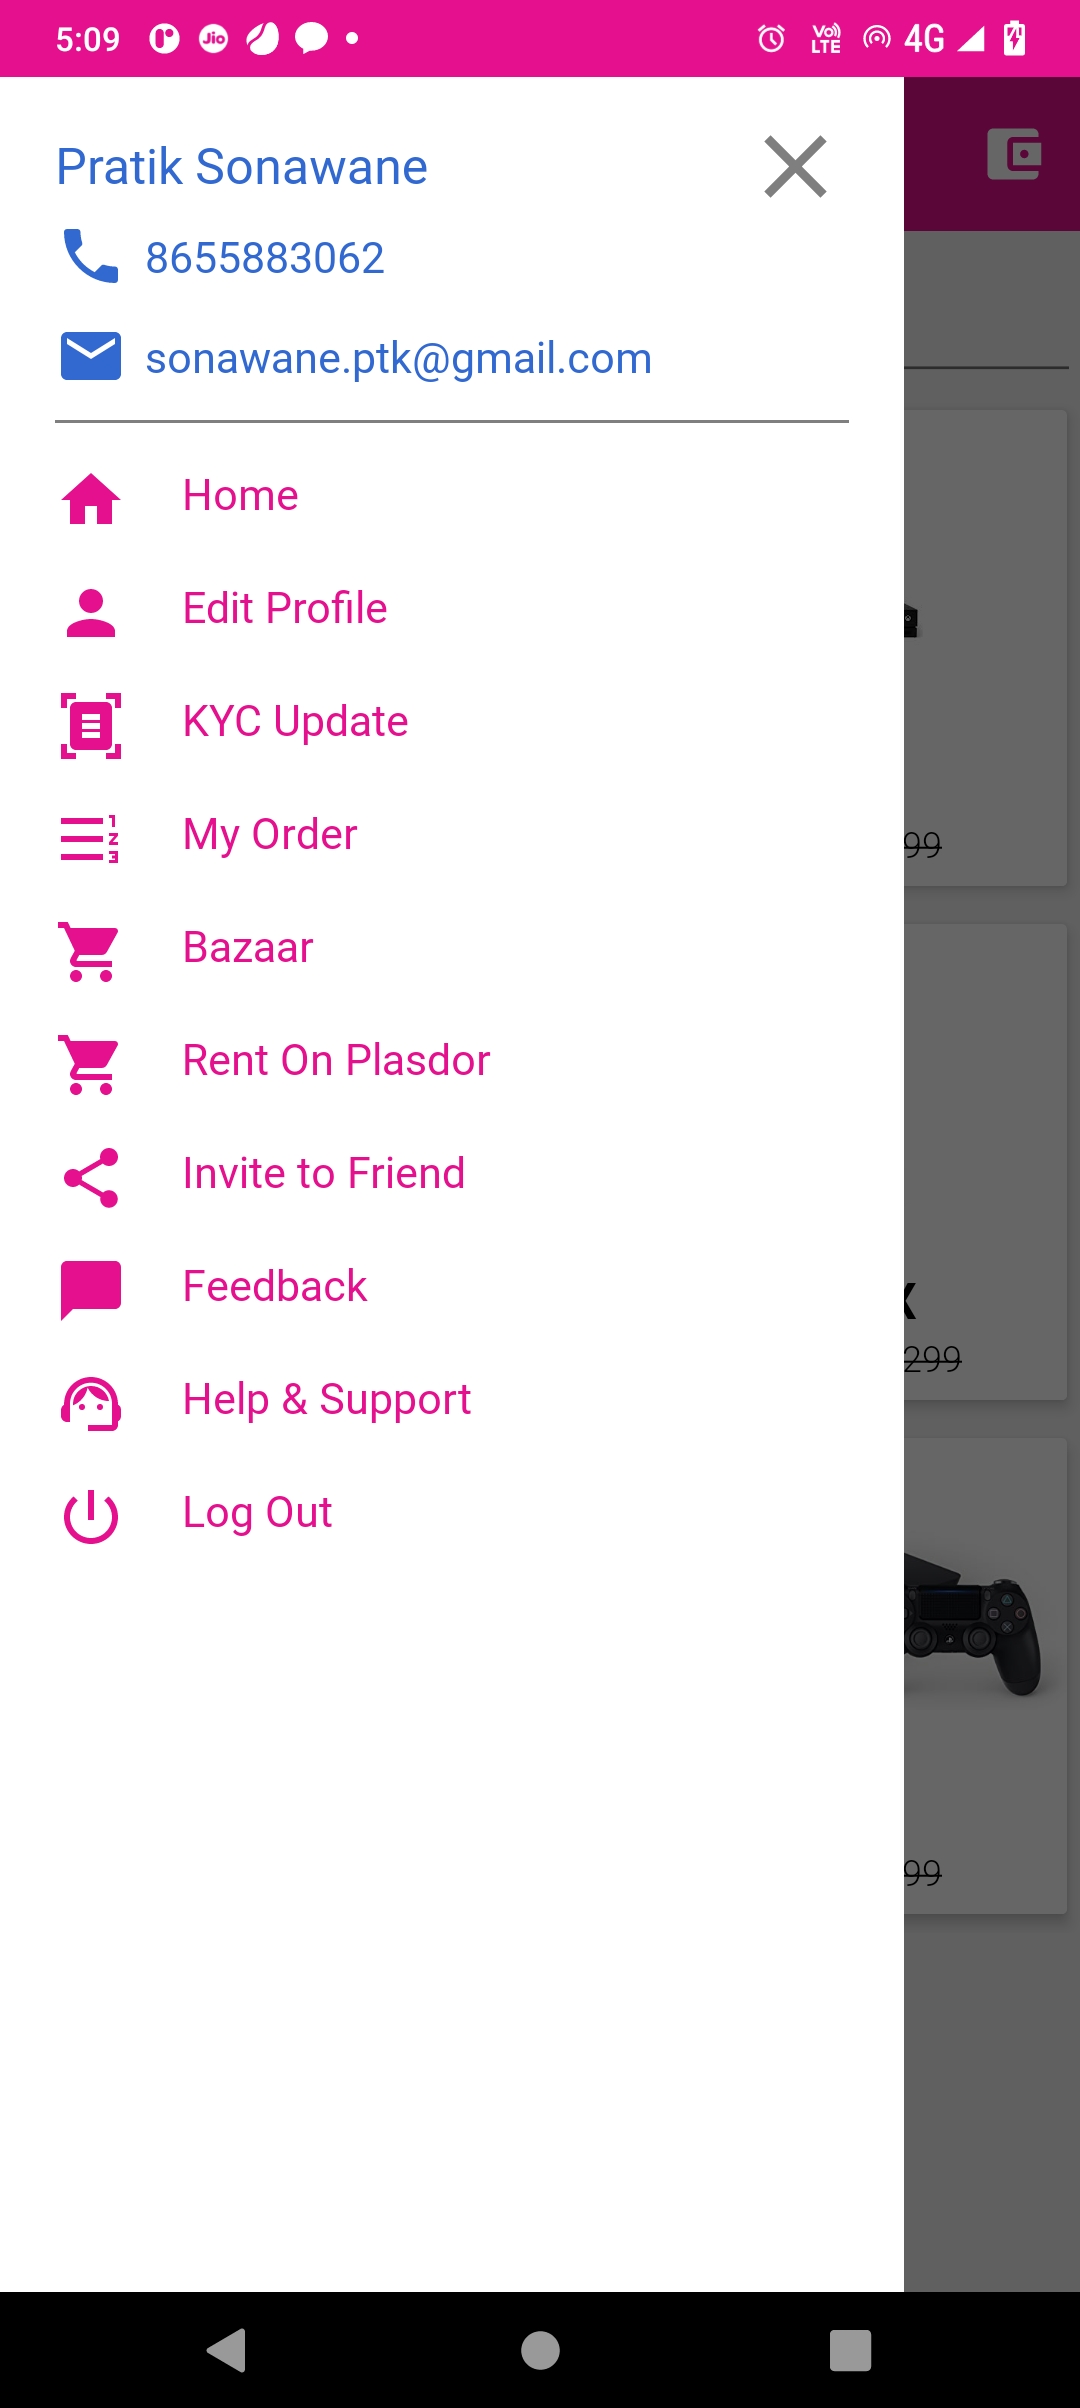 5:09 Jio Vo)) LTE 4G
Pratik Sonawane
8655883062
sonawane.ptk@gmail.com
Home
Edit Profile
KYC Update
My Order
Bazaar
Rent On Plasdor
Invite to Friend
Feedback
Help & Support
Log Out
99
X
299
99